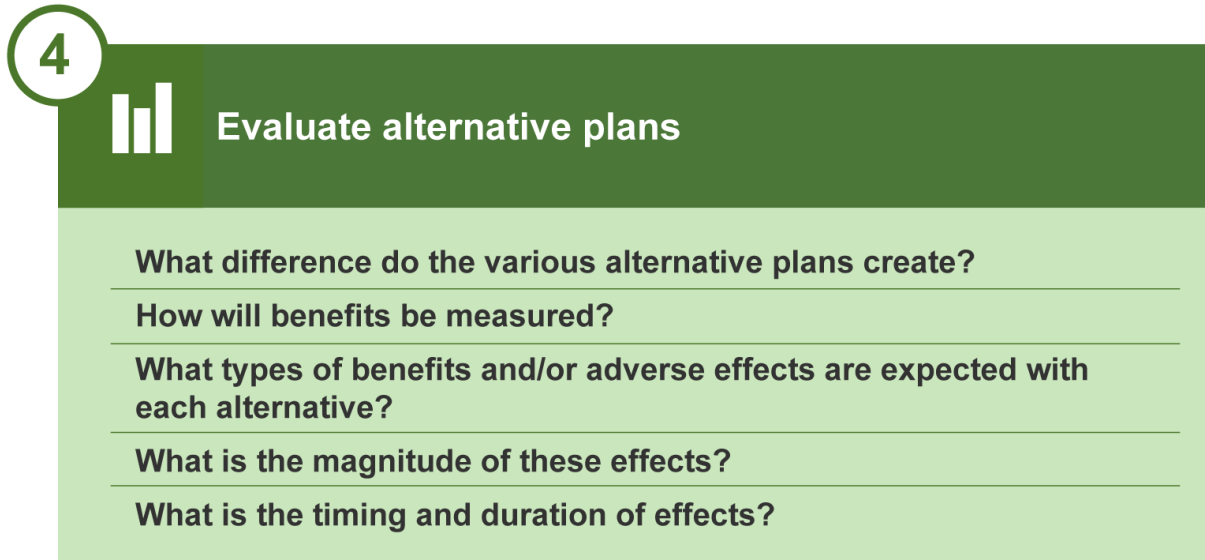 4
Evaluate alternative plans
What difference do the various alternative plans create?
How will benefits be measured?
What types of benefits and/or adverse effects are expected with
each alternative?
What is the magnitude of these effects?
What is the timing and duration of effects?